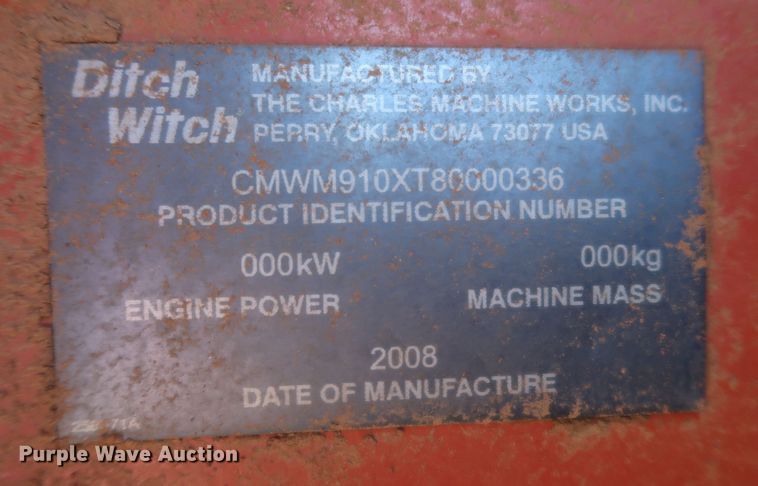 Ditch Witch
MANUFACTURED BY
THE CHARLES MACHINE WORKS, INC.
PERRY, OKLAHOMA 73077 USA
CMWM910XT80000336
PRODUCT IDENTIFICATION NUMBER
000kW
ENGINE POWER
000kg
MACHINE MASS
2008
DATE OF MANUFACTURE
Purple Wave Auction